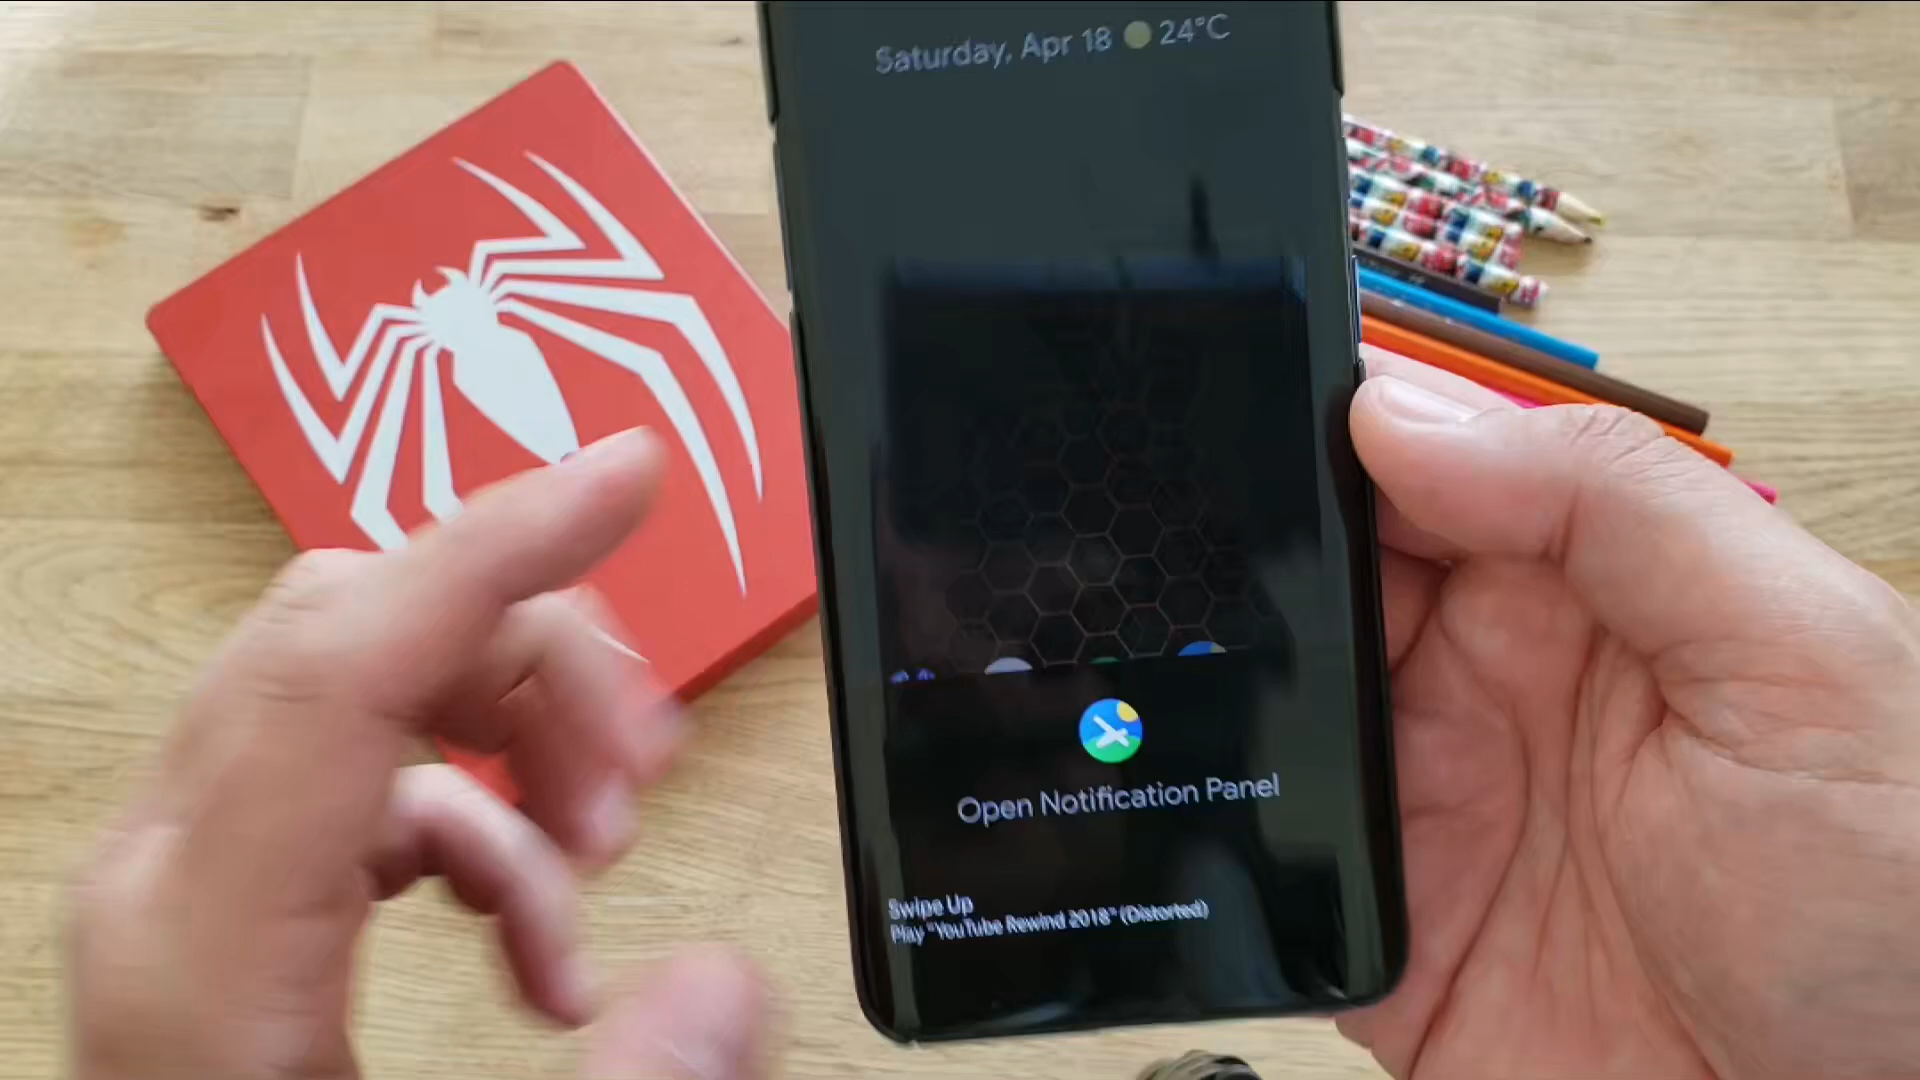 Saturday, Apr 18 24°C
Open Notification Panel
Swipe Up
Play "YouTube Rewind 2018" (Distorted)